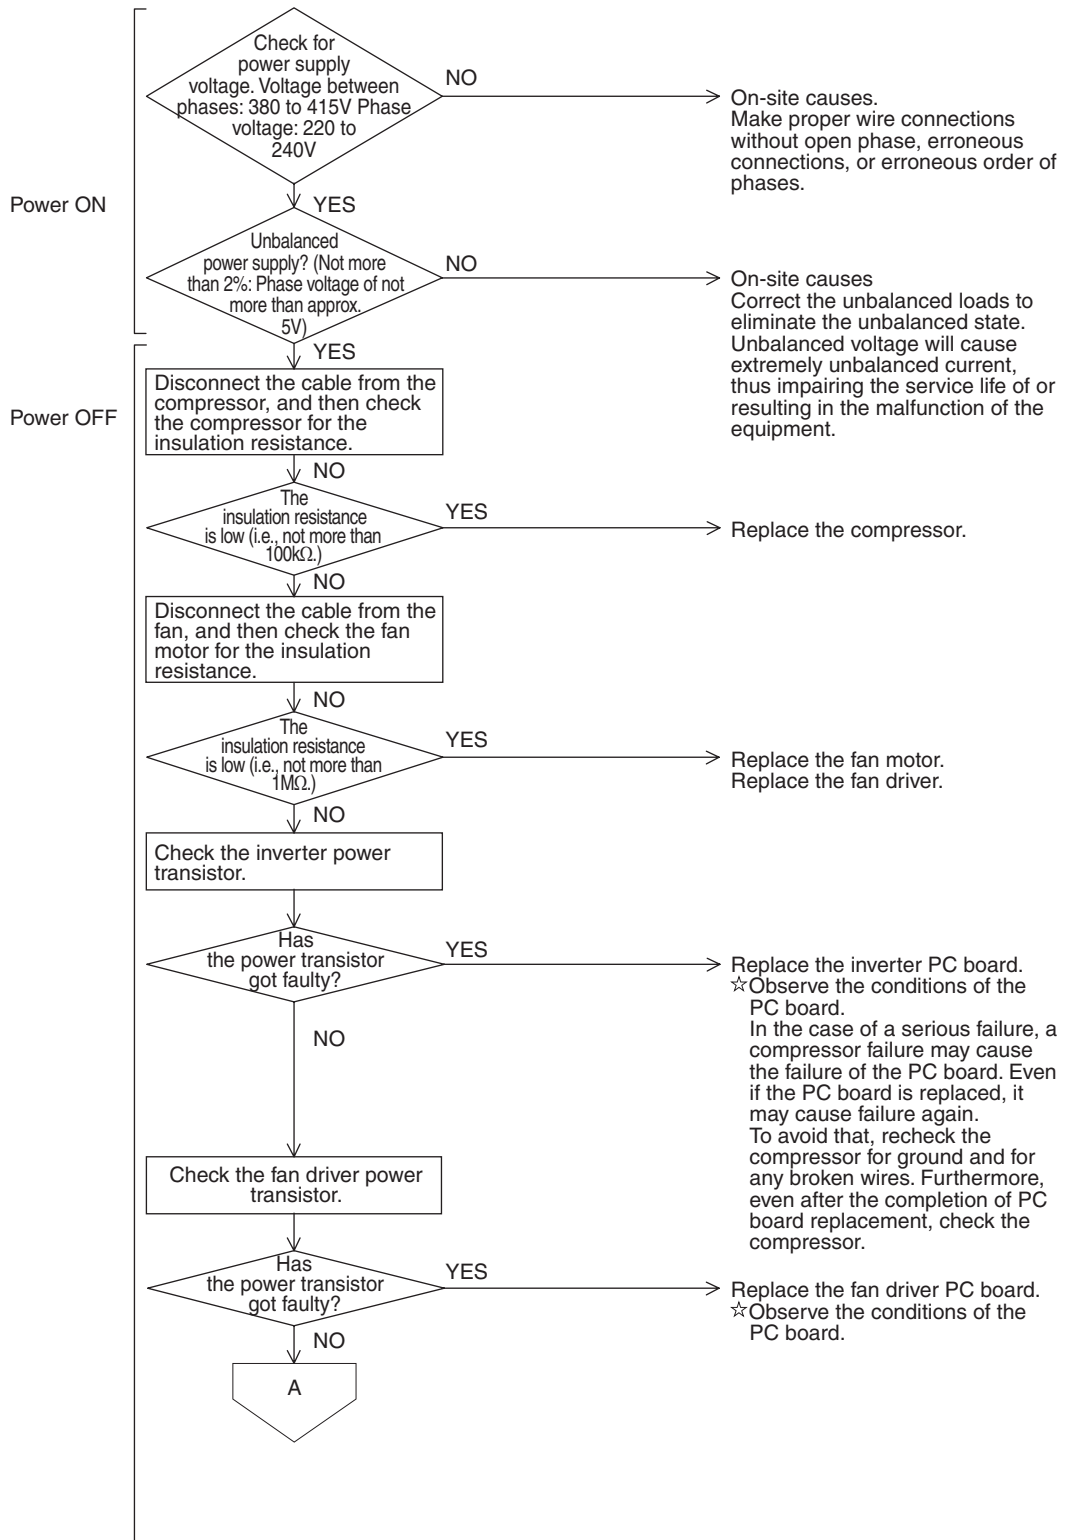 Check for
power supply
voltage. Voltage between
phases: 380 to 415V Phase
voltage: 220 to
240V
NO
On-site causes.
Make proper wire connections
without open phase, erroneous
connections, or erroneous order of
phases.
Power ON
YES
Unbalanced
power supply? (Not more
than 2%: Phase voltage of not
more than approx.
5V)
NO
On-site causes
Correct the unbalanced loads to
eliminate the unbalanced state.
Unbalanced voltage will cause
extremely unbalanced current,
thus impairing the service life of or
resulting in the malfunction of the
equipment.
YES
Power OFF
Disconnect the cable from the
compressor, and then check
the compressor for the
insulation resistance.
NO
The
insulation resistance
is low (i.e., not more than
100kΩ.)
YES
Replace the compressor.
NO
Disconnect the cable from the
fan, and then check the fan
motor for the insulation
resistance.
NO
The
insulation resistance
is low (i.e., not more than
1MΩ.)
YES
Replace the fan motor.
Replace the fan driver.
NO
Check the inverter power
transistor.
Has
the power transistor
got faulty?
YES
Replace the inverter PC board.
☆Observe the conditions of the
PC board.
In the case of a serious failure, a
compressor failure may cause
the failure of the PC board. Even
if the PC board is replaced, it
may cause failure again.
To avoid that, recheck the
compressor for ground and for
any broken wires. Furthermore,
even after the completion of PC
board replacement, check the
compressor.
NO
Check the fan driver power
transistor.
Has
the power transistor
got faulty?
YES
Replace the fan driver PC board.
☆Observe the conditions of the
PC board.
NO
A